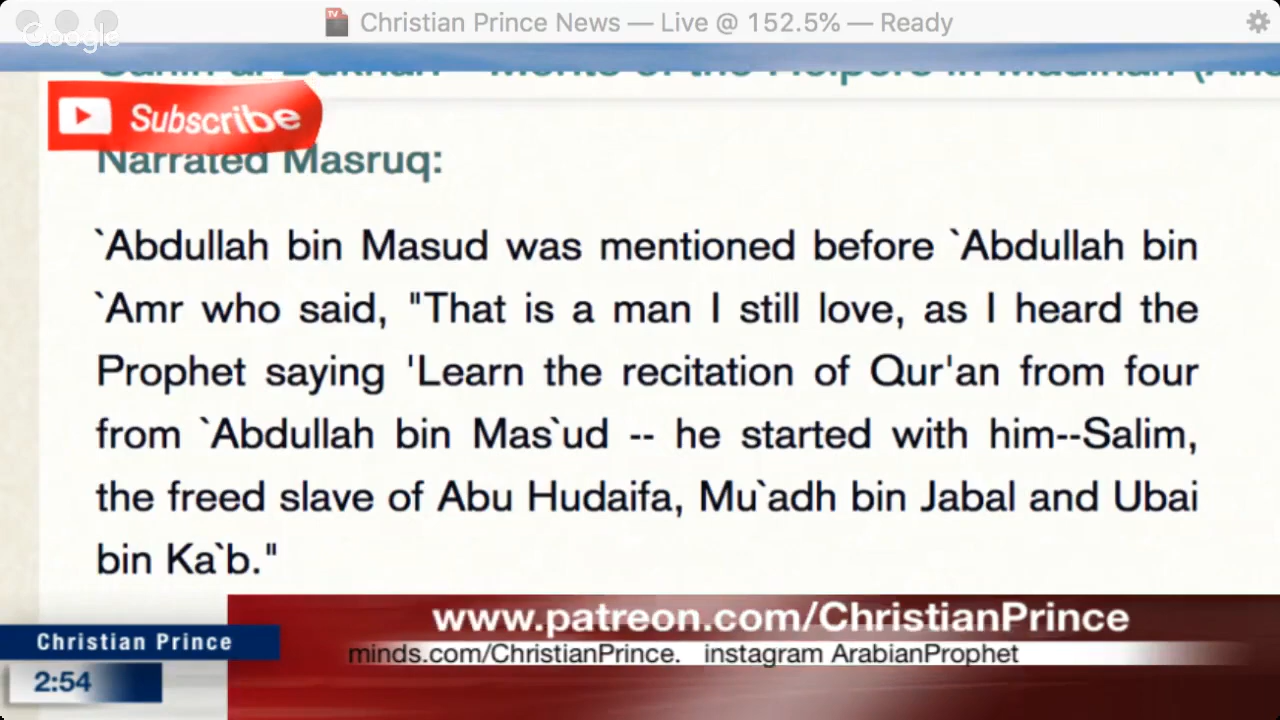 Christian Prince News — Live @ 152.5% — Ready
Google
Subscribe
Narrated Masruq:
`Abdullah bin Masud was mentioned before `Abdullah bin
`Amr who said, "That is a man I still love, as I heard the
Prophet saying 'Learn the recitation of Qur'an from four
from `Abdullah bin Mas`ud -- he started with him--Salim,
the freed slave of Abu Hudaifa, Mu`adh bin Jabal and Ubai
bin Ka`b."
www.patreon.com/ChristianPrince
Christian Prince
minds.com/ChristianPrince. instagram ArabianProphet
2:54